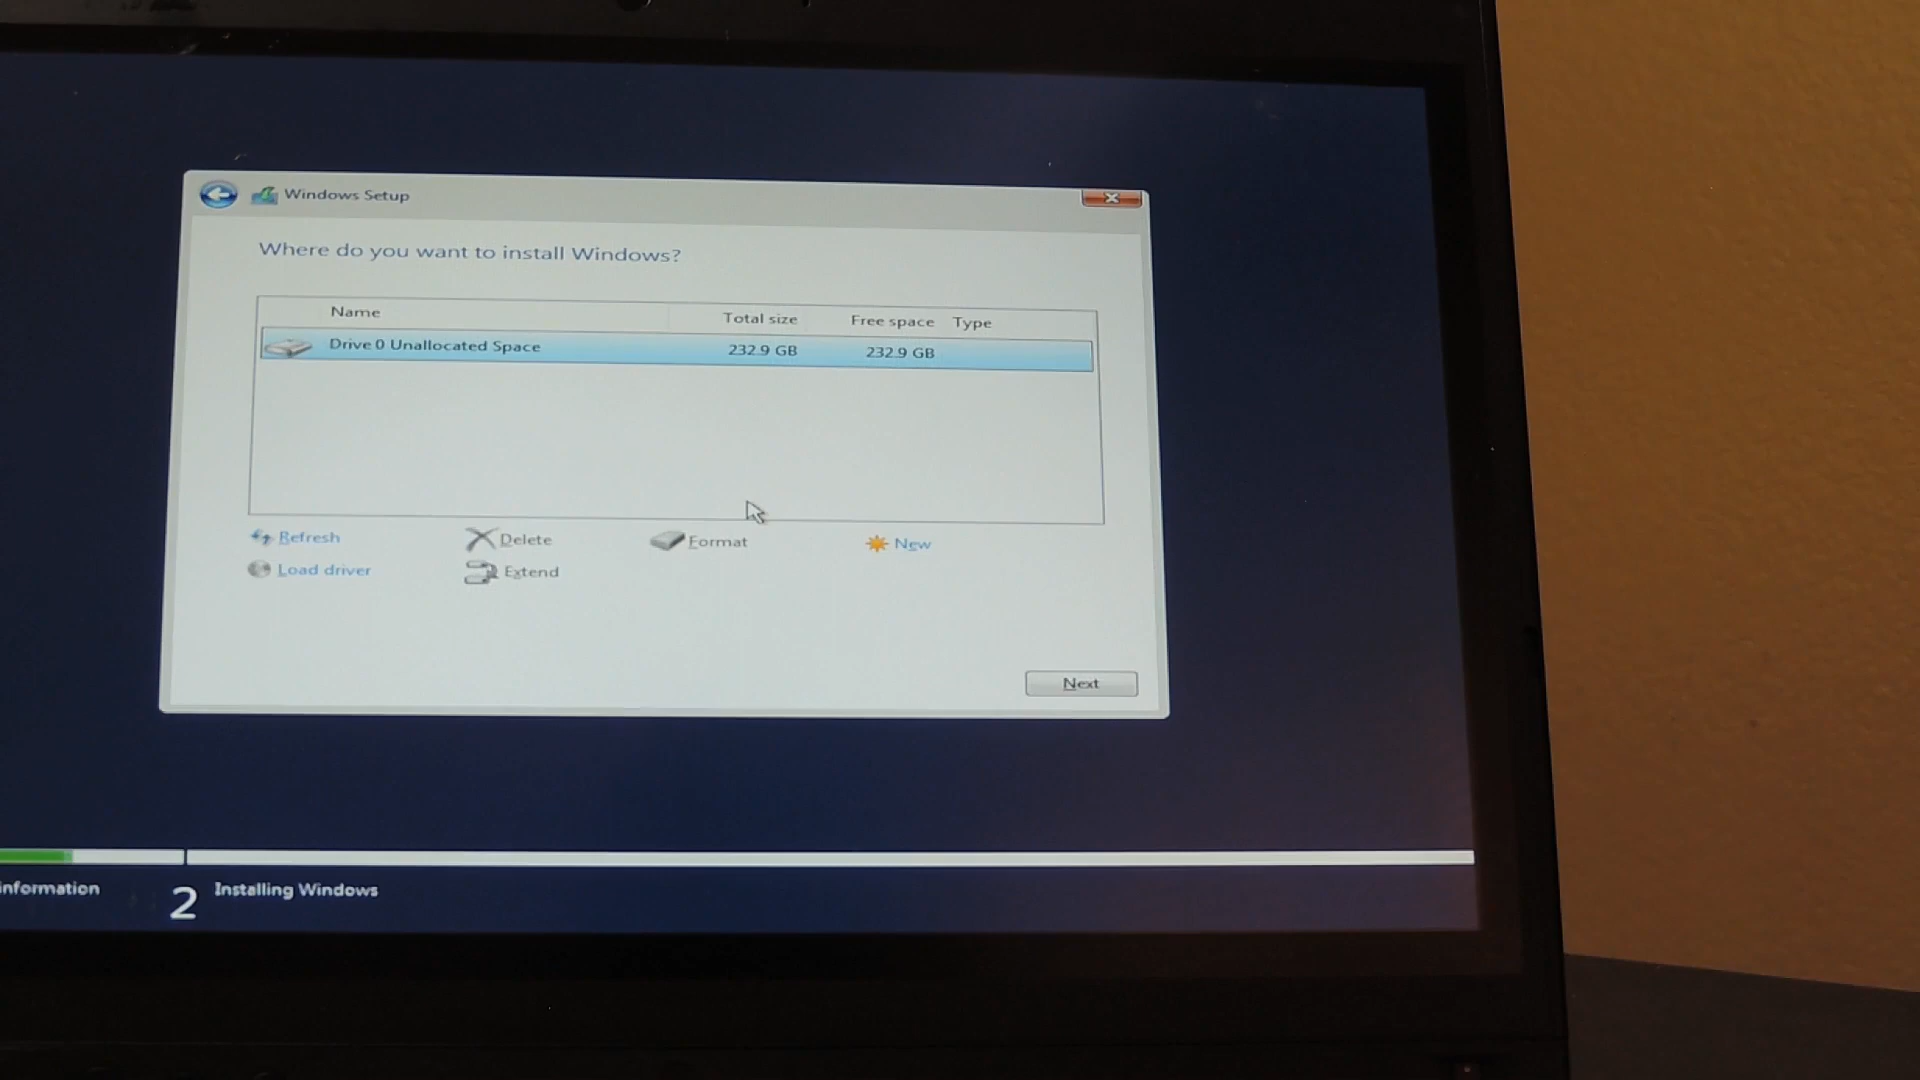 Windows Setup
Where do you want to install Windows?
Name Total size Free space Type
Drive 0 Unallocated Space 232.9 GB 232.9 GB
Refresh Delete Format New
Load driver Extend
Next
information 2 Installing Windows